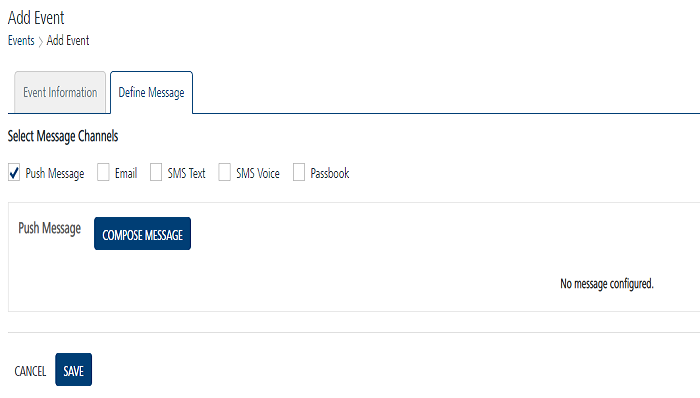 Add Event
Events > Add Event
Event Information Define Message
Select Message Channels
Push Message Email SMS Text SMS Voice Passbook
Push Message COMPOSE MESSAGE
No message configured.
CANCEL SAVE